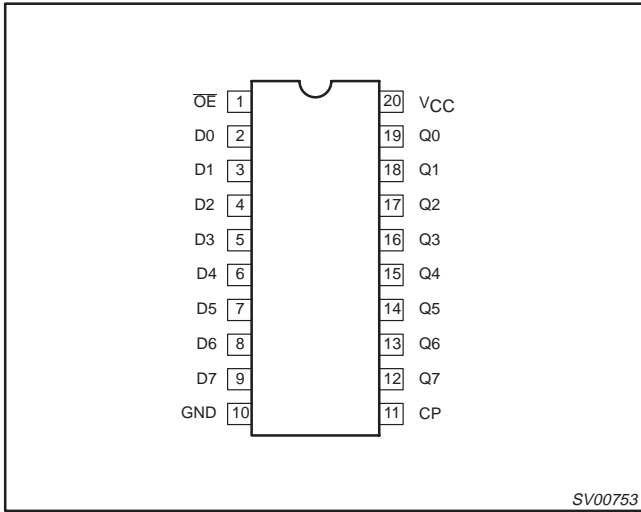 OE 1 20 VCC
D0 2 19 Q0
D1 3 18 Q1
D2 4 17 Q2
D3 5 16 Q3
D4 6 15 Q4
D5 7 14 Q5
D6 8 13 Q6
D7 9 12 Q7
GND 10 11 CP
SV00753